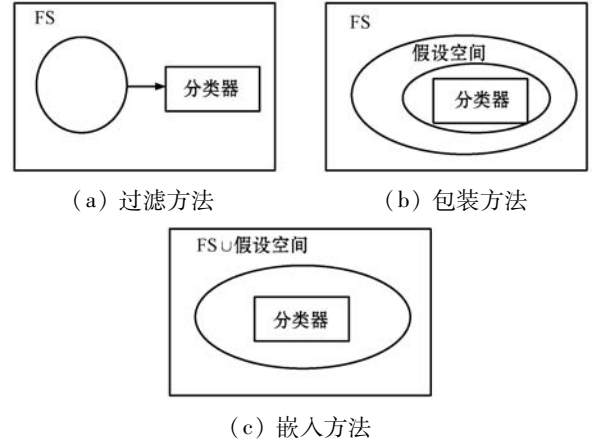 FS
分类器
(a) 过滤方法
FS
假设空间
分类器
(b) 包装方法
FS∪假设空间
分类器
(c) 嵌入方法